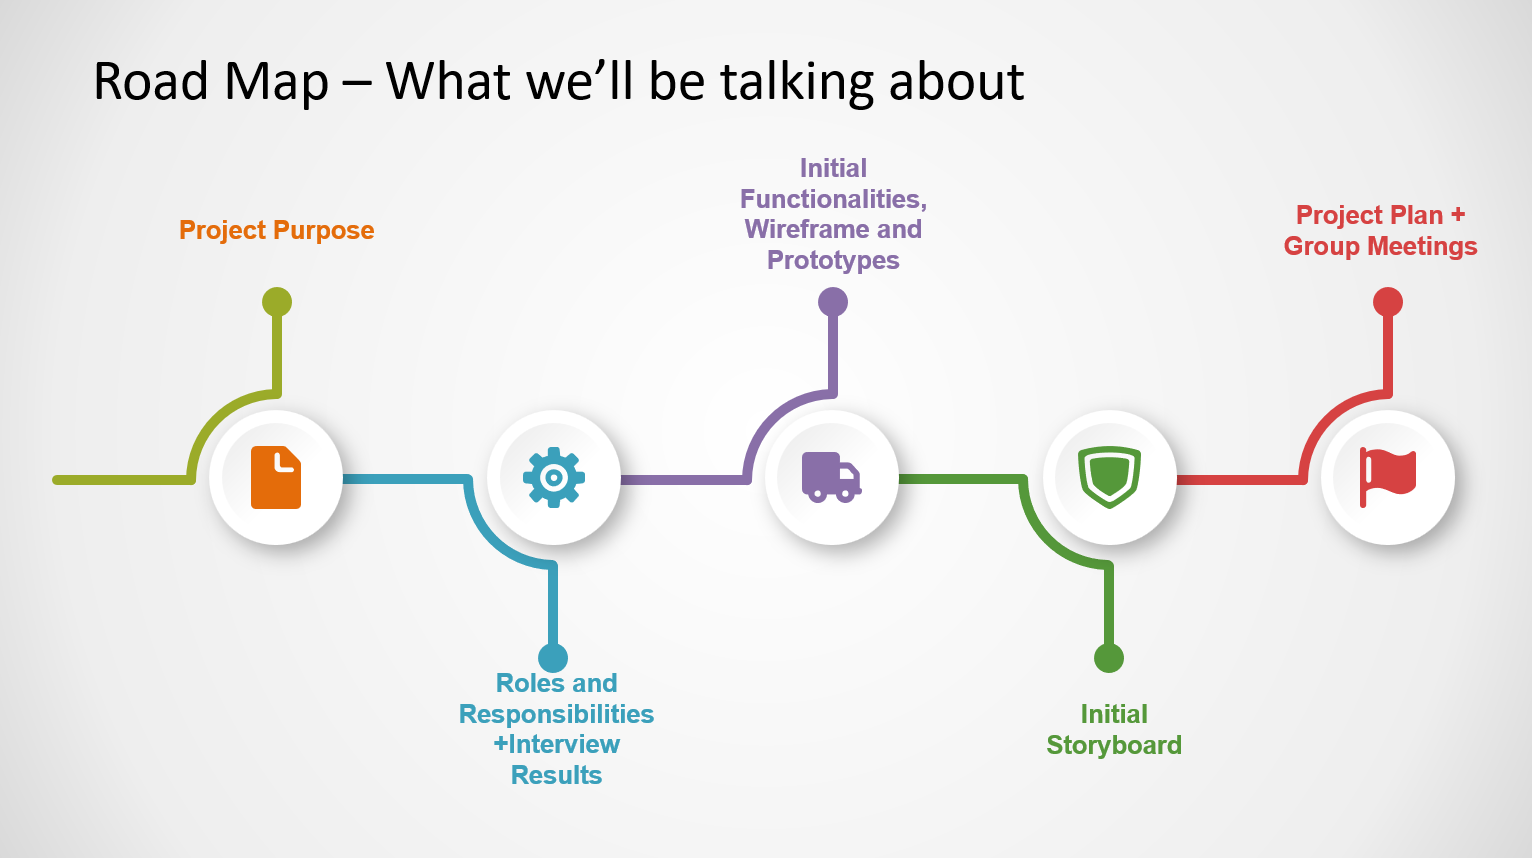 Road Map – What we’ll be talking about
Project Purpose
Roles and
Responsibilities
+Interview
Results
Initial
Functionalities,
Wireframe and
Prototypes
Initial
Storyboard
Project Plan +
Group Meetings